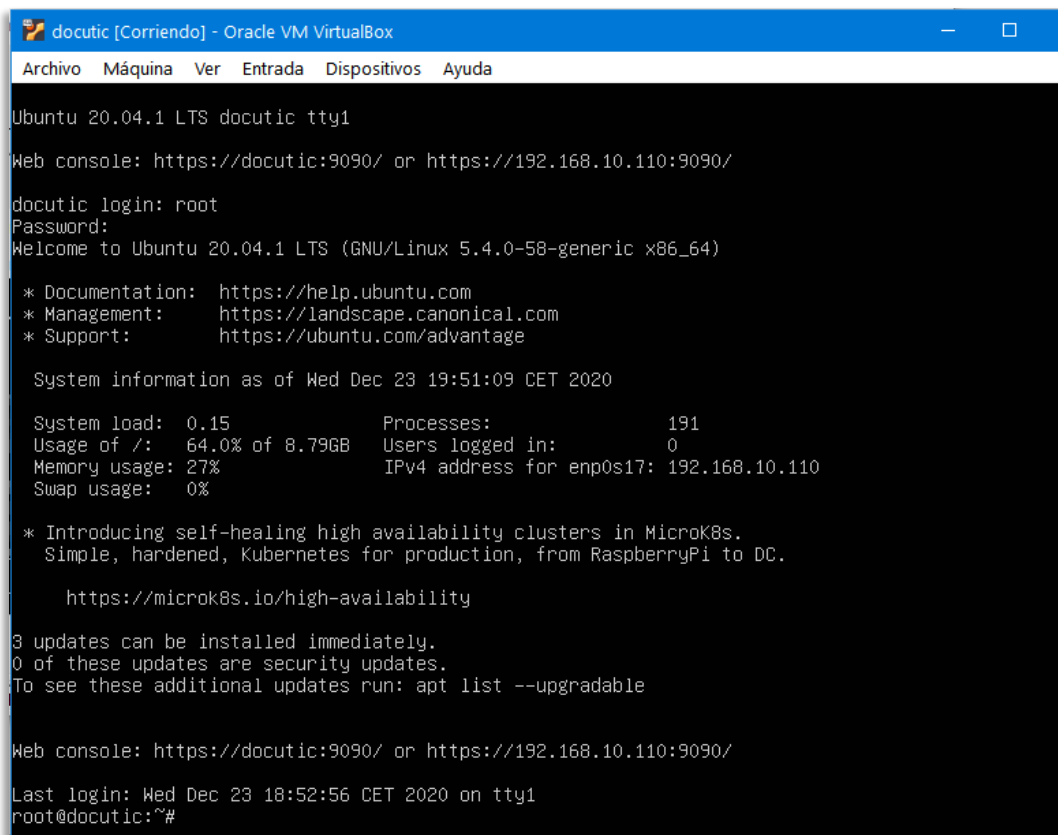 docutic [Corriendo] - Oracle VM VirtualBox
Archivo Máquina Ver Entrada Dispositivos Ayuda
Ubuntu 20.04.1 LTS docutic tty1
Web console: https://docutic:9090/ or https://192.168.10.110:9090/
docutic login: root
Password:
Welcome to Ubuntu 20.04.1 LTS (GNU/Linux 5.4.0-58-generic x86_64)
* Documentation: https://help.ubuntu.com
* Management: https://landscape.canonical.com
* Support: https://ubuntu.com/advantage
System information as of Wed Dec 23 19:51:09 CET 2020
System load: 0.15 Processes: 191
Usage of /: 64.0% of 8.79GB Users logged in: 0
Memory usage: 27% IPv4 address for enp0s17: 192.168.10.110
Swap usage: 0%
* Introducing self-healing high availability clusters in MicroK8s.
Simple, hardened, Kubernetes for production, from RaspberryPi to DC.
https://microk8s.io/high-availability
3 updates can be installed immediately.
0 of these updates are security updates.
To see these additional updates run: apt list --upgradable
Web console: https://docutic:9090/ or https://192.168.10.110:9090/
Last login: Wed Dec 23 18:52:56 CET 2020 on tty1
root@docutic:~#